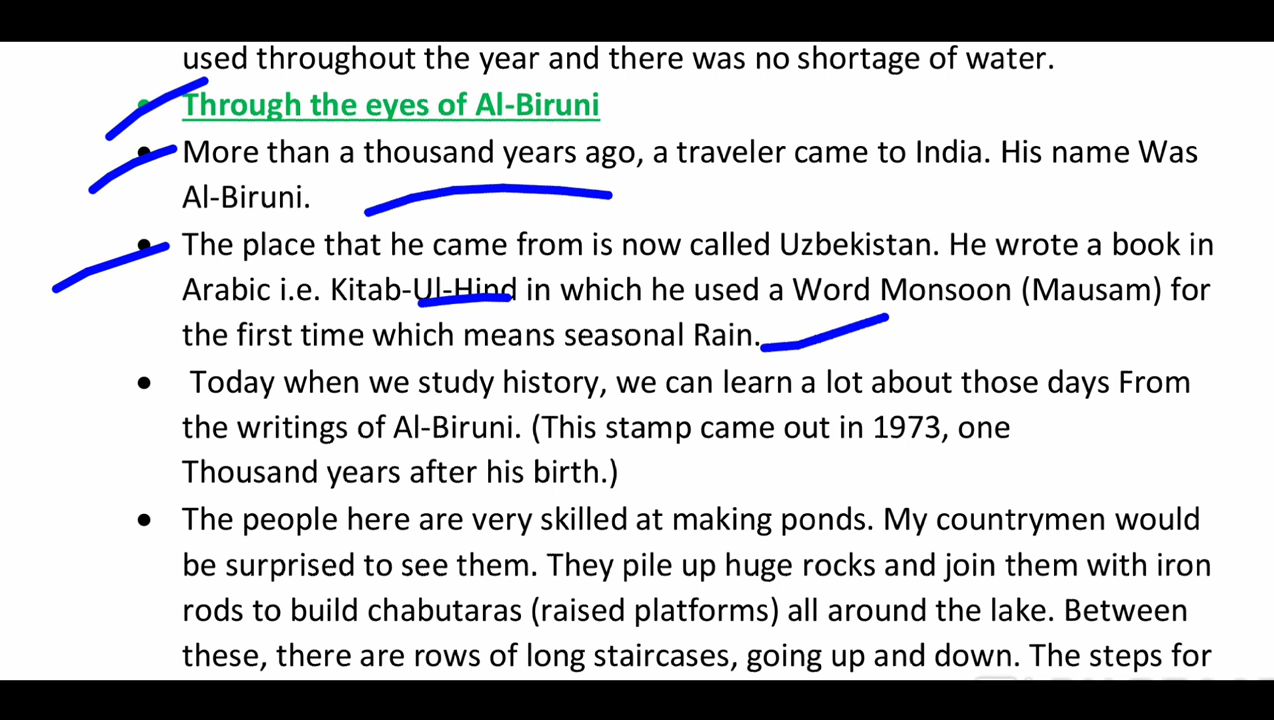 used throughout the year and there was no shortage of water.
• Through the eyes of Al-Biruni
• More than a thousand years ago, a traveler came to India. His name Was
Al-Biruni.
• The place that he came from is now called Uzbekistan. He wrote a book in
Arabic i.e. Kitab-Ul-Hind in which he used a Word Monsoon (Mausam) for
the first time which means seasonal Rain.
• Today when we study history, we can learn a lot about those days From
the writings of Al-Biruni. (This stamp came out in 1973, one
Thousand years after his birth.)
• The people here are very skilled at making ponds. My countrymen would
be surprised to see them. They pile up huge rocks and join them with iron
rods to build chabutaras (raised platforms) all around the lake. Between
these, there are rows of long staircases, going up and down. The steps for